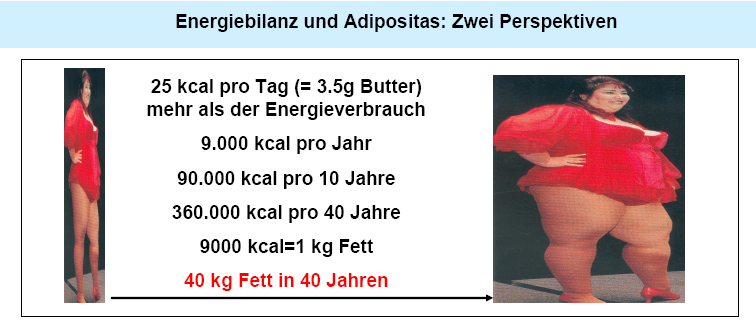 Energiebilanz und Adipositas: Zwei Perspektiven
25 kcal pro Tag (= 3.5g Butter)
mehr als der Energieverbrauch
9.000 kcal pro Jahr
90.000 kcal pro 10 Jahre
360.000 kcal pro 40 Jahre
9000 kcal=1 kg Fett
40 kg Fett in 40 Jahren